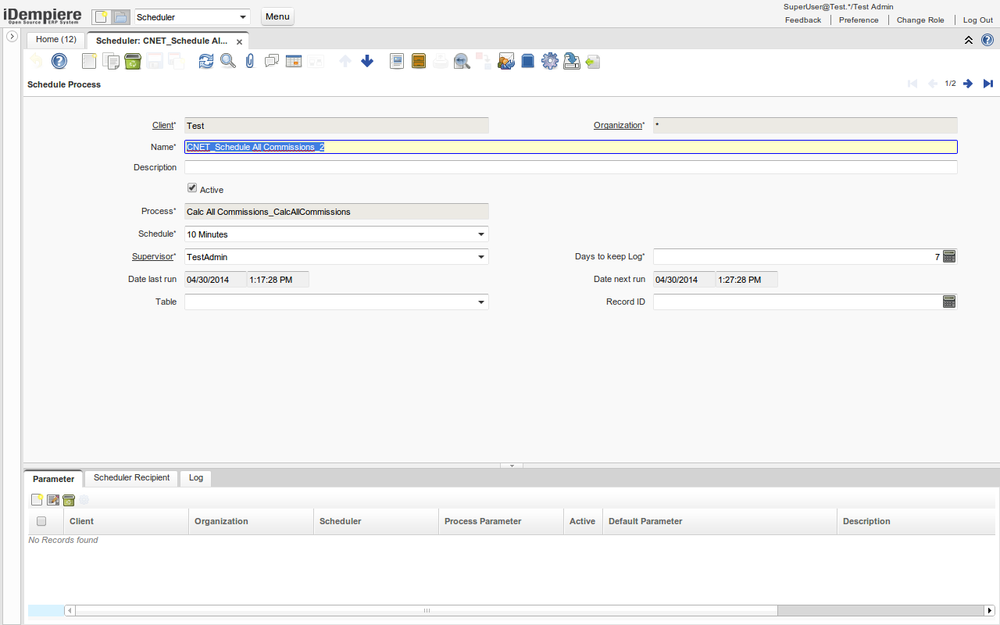 iDempiere
Open Source ERP System
Scheduler
Menu
SuperUser@Test.*/Test Admin
Feedback
Preference
Change Role
Log Out
Home (12)
Scheduler: CNET_Schedule Al...
Schedule Process
1/2
Client*
Test
Organization*
*
Name*
CNET_Schedule All Commissions_2
Description
Active
Process*
Calc All Commissions_CalcAllCommissions
Schedule*
10 Minutes
Supervisor*
TestAdmin
Days to keep Log*
7
Date last run
04/30/2014
1:17:28 PM
Date next run
04/30/2014
1:27:28 PM
Table
Record ID
Parameter
Scheduler Recipient
Log
Client
Organization
Scheduler
Process Parameter
Active
Default Parameter
Description
No Records found